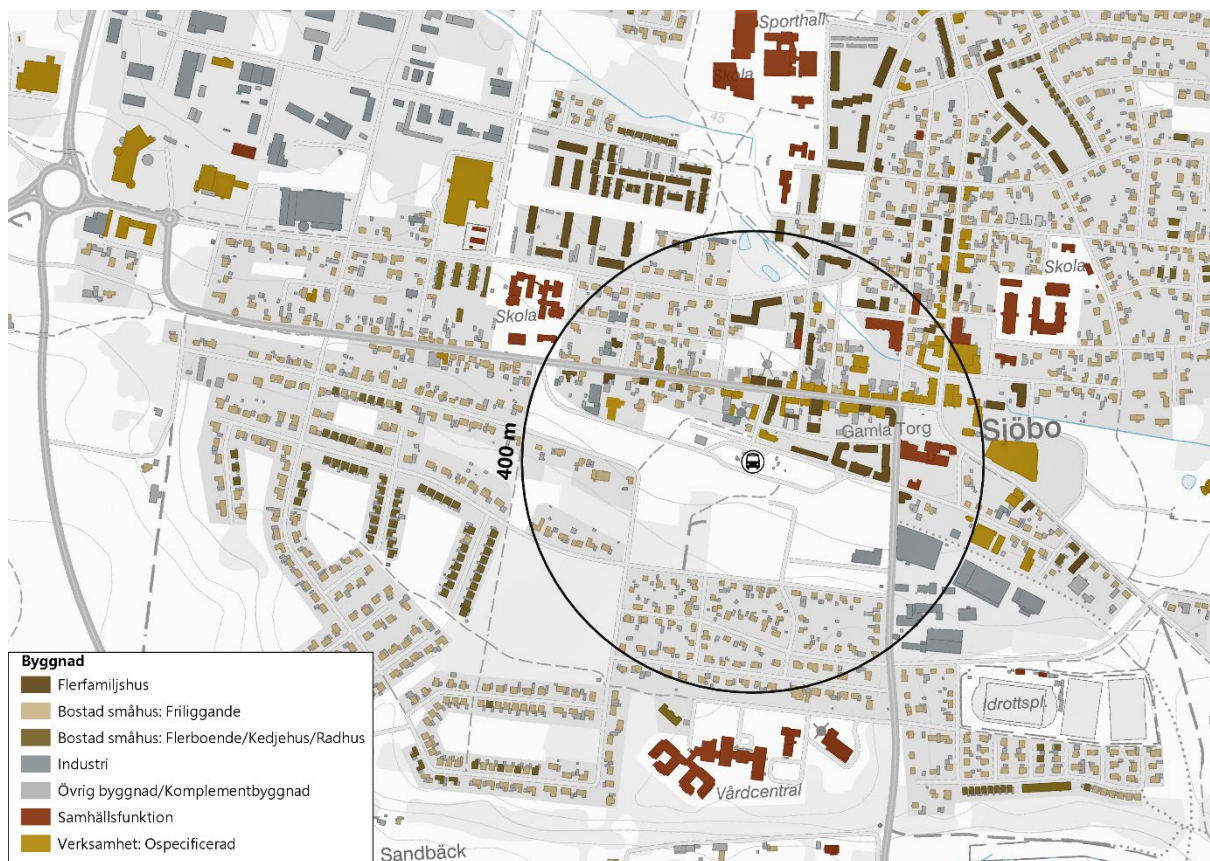 Sporthall
Skola
45
Skola
Skola
Gamla Torg
Sjöbo
400 m
Idrottspl.
Vårdcentral
Sandbäck
Byggnad
Flerfamiljshus
Bostad småhus: Friliggande
Bostad småhus: Flerboende/Kedjehus/Radhus
Industri
Övrig byggnad/Komplementbyggnad
Samhällsfunktion
Verksamhet: Ospecificerad